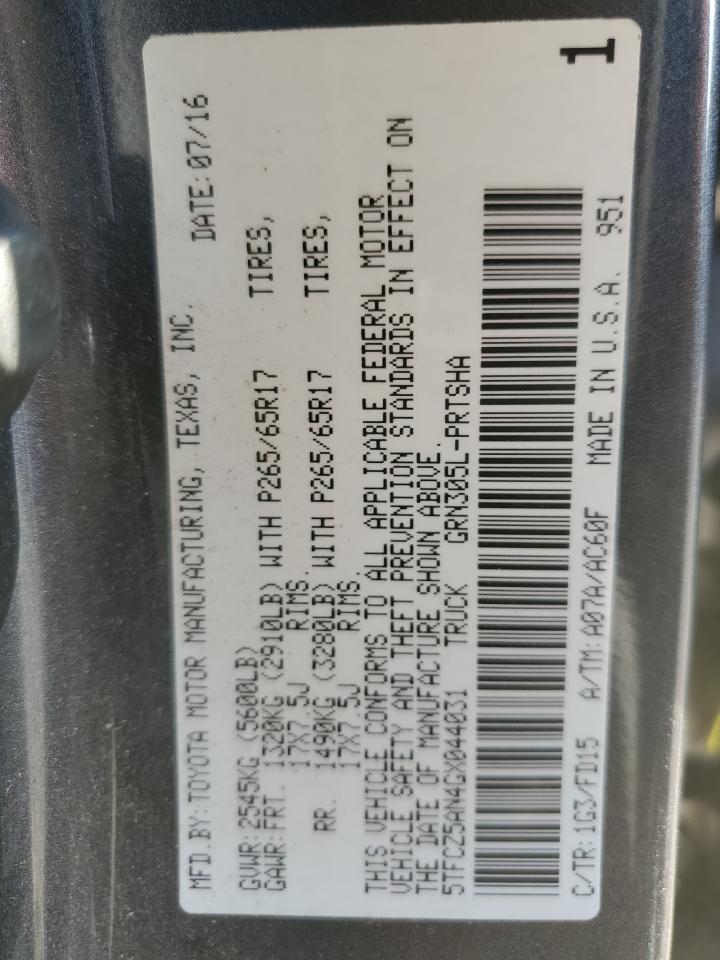 MFD.BY:TOYOTA MOTOR MANUFACTURING, TEXAS, INC. DATE:07/16
GVWR:2545KG (5600LB)
GAWR:FRT. 1320KG (2910LB) WITH P265/65R17 TIRES,
17X7.5J RIMS.
RR. 1490KG (3280LB) WITH P265/65R17 TIRES,
17X7.5J RIMS.
THIS VEHICLE CONFORMS TO ALL APPLICABLE FEDERAL MOTOR
VEHICLE SAFETY AND THEFT PREVENTION STANDARDS IN EFFECT ON
THE DATE OF MANUFACTURE SHOWN ABOVE.
5TFCZ5AN4GX044031 TRUCK GRN305L-PRTSHA
C/TR:1G3/FD15 A/TM:A07A/AC60F MADE IN U.S.A. 951
1